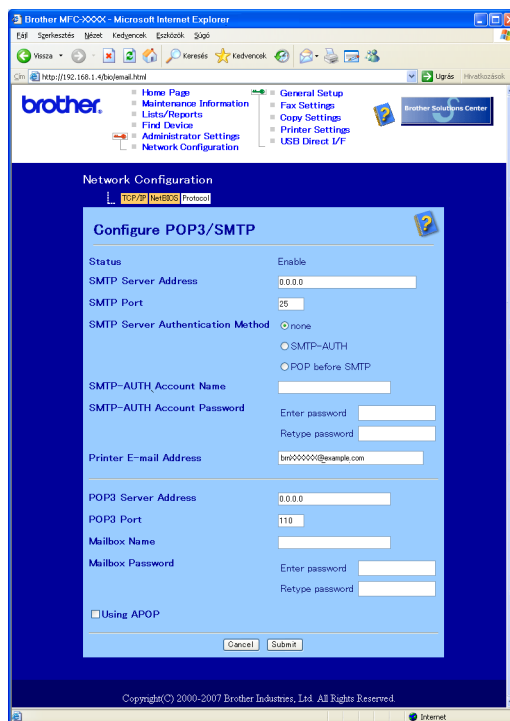 Brother MFC-XXXX - Microsoft Internet Explorer
Fájl Szerkesztés Nézet Kedvencek Eszközök Súgó
Vissza Keresés Kedvencek
Cím http://192.168.1.4/bio/email.html Ugrás Hivatkozások
brother.
Home Page
Maintenance Information
Lists/Reports
Find Device
Administrator Settings
Network Configuration
General Setup
Fax Settings
Copy Settings
Printer Settings
USB Direct I/F
Brother Solutions Center
Network Configuration
TCP/IP NetBIOS Protocol
Configure POP3/SMTP
Status Enable
SMTP Server Address 0.0.0.0
SMTP Port 25
SMTP Server Authentication Method none
SMTP-AUTH
POP before SMTP
SMTP-AUTH Account Name
SMTP-AUTH Account Password Enter password
Retype password
Printer E-mail Address brnXXXXXX@example.com
POP3 Server Address 0.0.0.0
POP3 Port 110
Mailbox Name
Mailbox Password Enter password
Retype password
Using APOP
Cancel Submit
Copyright(C) 2000-2007 Brother Industries, Ltd. All Rights Reserved.
Internet